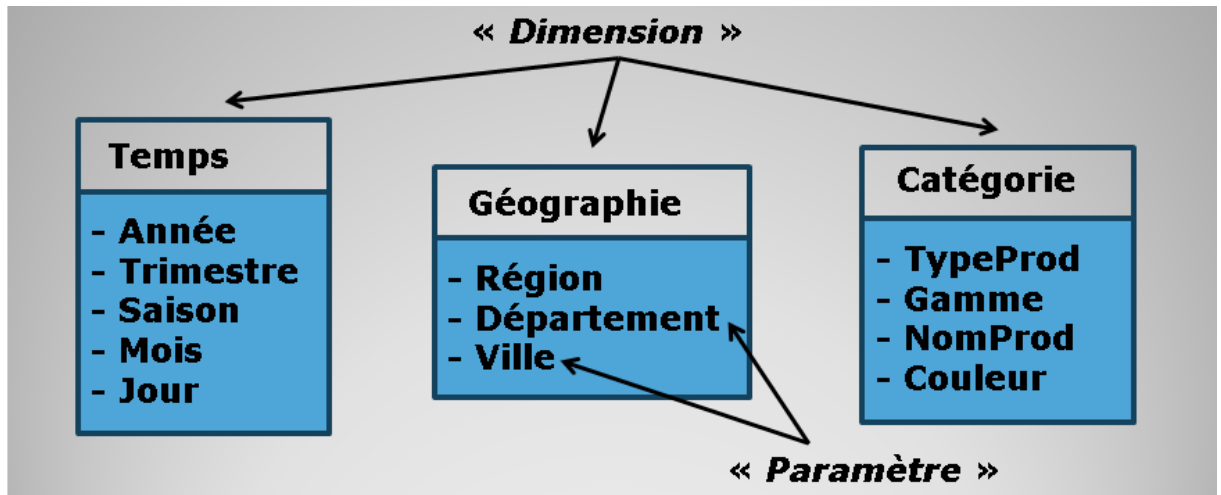 « Dimension »
Temps
- Année
- Trimestre
- Saison
- Mois
- Jour
Géographie
- Région
- Département
- Ville
Catégorie
- TypeProd
- Gamme
- NomProd
- Couleur
« Paramètre »